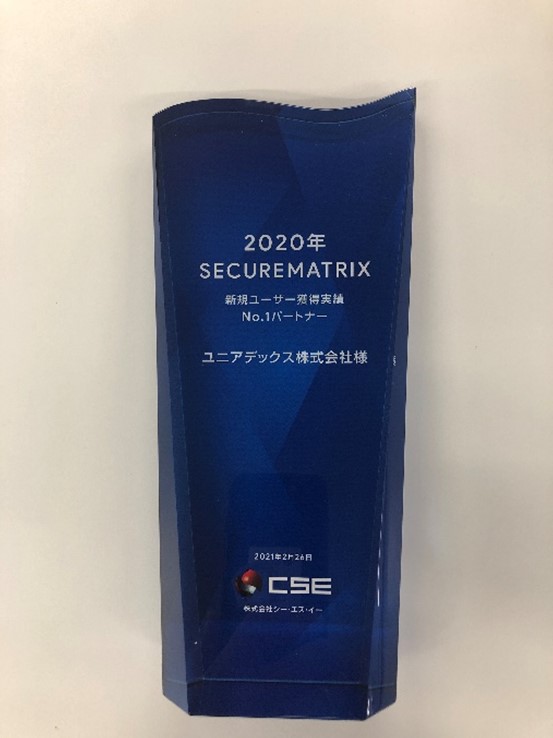 2020年
SECUREMATRIX
新規ユーザー獲得実績
No.1パートナー
ユニアデックス株式会社様
2021年2月26日
CSE
株式会社シー・エス・イー